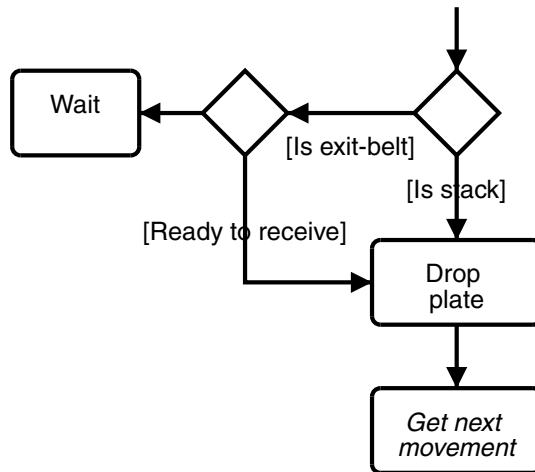 Wait
[Is exit-belt]
[Is stack]
[Ready to receive]
Drop
plate
Get next
movement